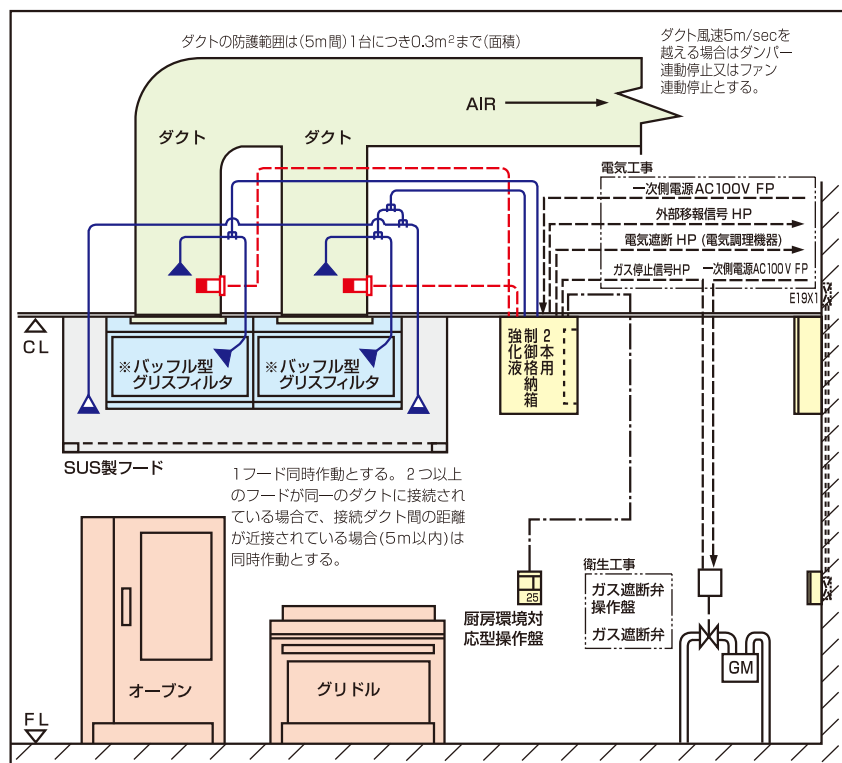 ダクトの防護範囲は(5m間)1台につき0.3m²まで(面積)
ダクト風速5m/secを
越える場合はダンパー
連動停止又はファン
連動停止とする。
AIR
ダクト
ダクト
電気工事
一次側電源AC100V FP
外部移報信号 HP
電気遮断 HP (電気調理機器)
ガス停止信号HP
一次側電源AC100V FP
E19X1
CL
※バッフル型
グリスフィルタ
※バッフル型
グリスフィルタ
2本用
制御格納箱
強化液
SUS製フード
1フード同時作動とする。2つ以上
のフードが同一のダクトに接続され
ている場合で、接続ダクト間の距離
が近接されている場合(5m以内)は
同時作動とする。
25
厨房環境対
応型操作盤
衛生工事
ガス遮断弁
操作盤
ガス遮断弁
GM
オーブン
グリドル
FL